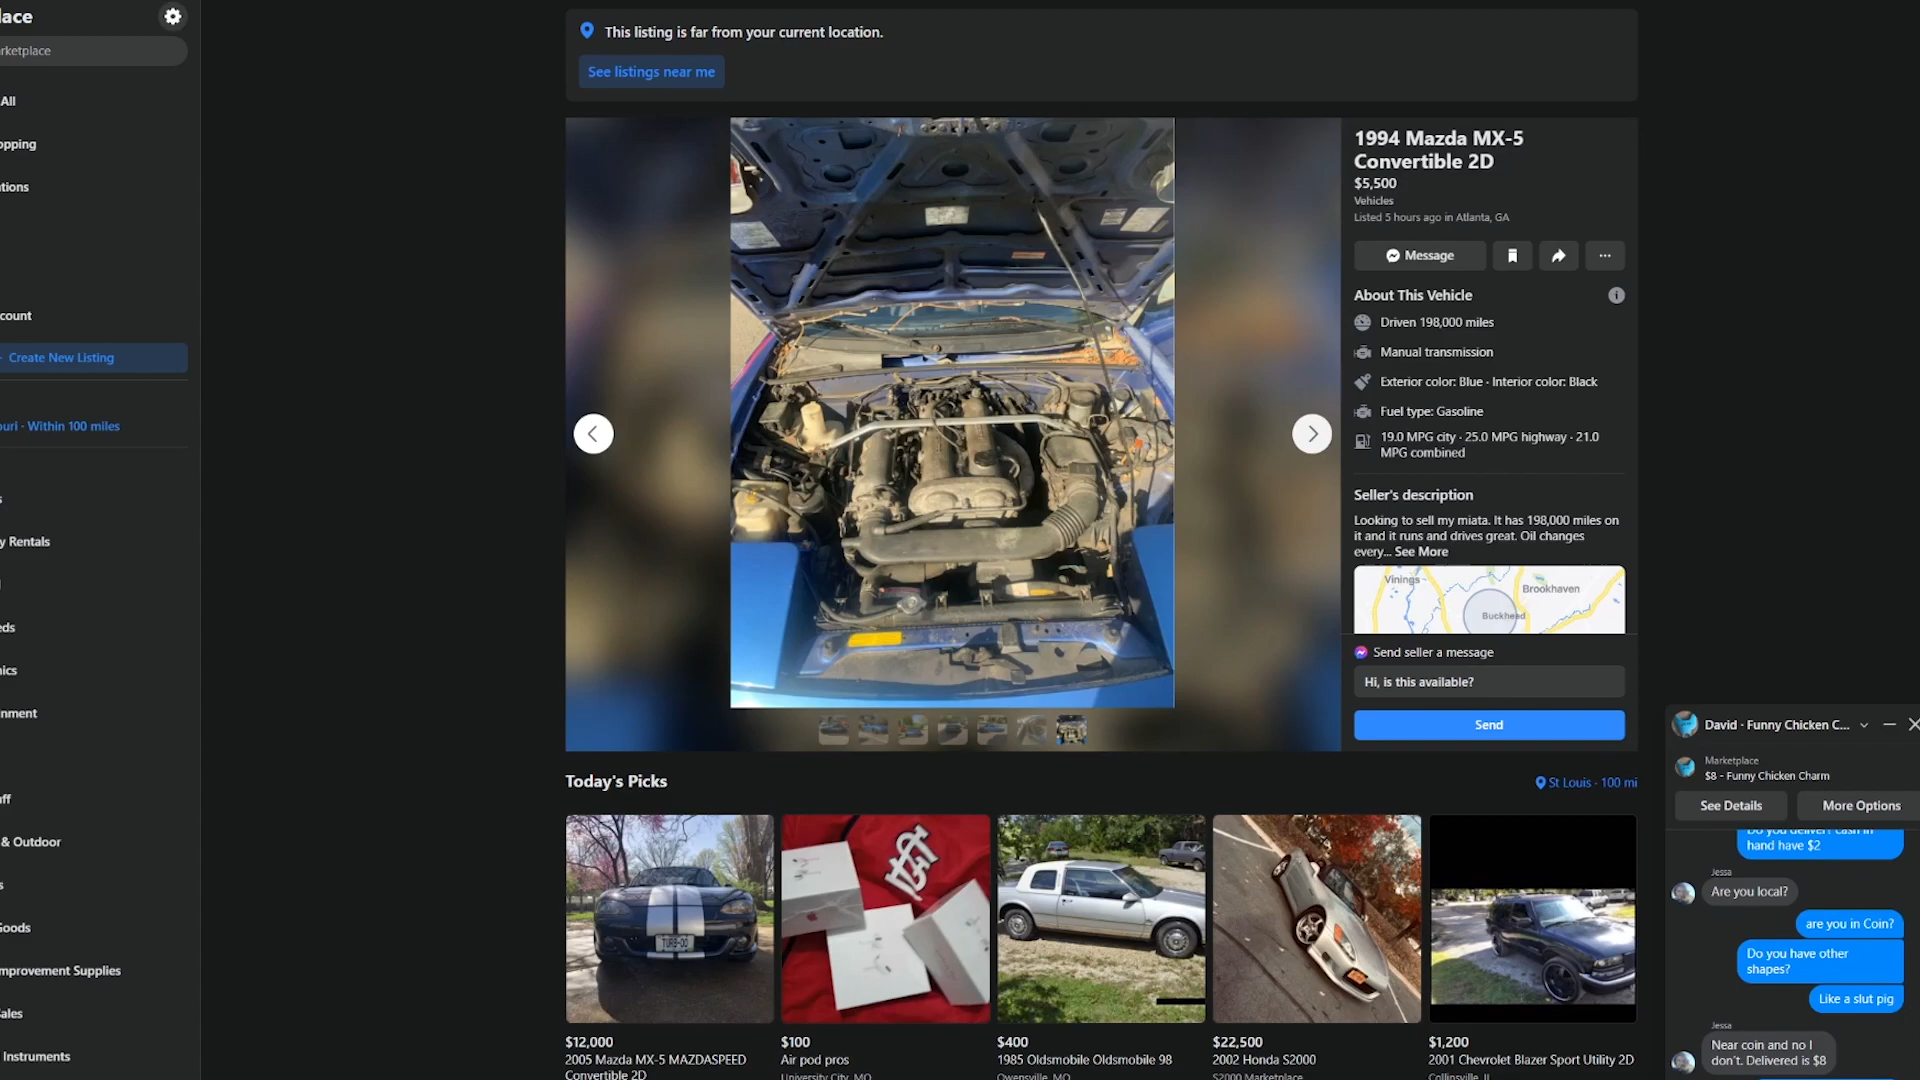 lace
rketplace
All
opping
tions
count
Create New Listing
ouri · Within 100 miles
s
y Rentals
l
eds
ics
inment
uff
& Outdoor
s
Goods
mprovement Supplies
Sales
Instruments
This listing is far from your current location.
See listings near me
1994 Mazda MX-5
Convertible 2D
$5,500
Vehicles
Listed 5 hours ago in Atlanta, GA
Message
About This Vehicle
Driven 198,000 miles
Manual transmission
Exterior color: Blue · Interior color: Black
Fuel type: Gasoline
19.0 MPG city · 25.0 MPG highway · 21.0
MPG combined
Seller's description
Looking to sell my miata. It has 198,000 miles on
it and it runs and drives great. Oil changes
every... See More
Vinings
Brookhaven
Buckhead
Send seller a message
Hi, is this available?
Send
Today's Picks
St Louis · 100 mi
TURB-OO
$12,000
2005 Mazda MX-5 MAZDASPEED
Convertible 2D
$100
Air pod pros
University City, MO
$400
1985 Oldsmobile Oldsmobile 98
Owensville, MO
$22,500
2002 Honda S2000
S2000 Marketplace
$1,200
2001 Chevrolet Blazer Sport Utility 2D
Collinsville, IL
David · Funny Chicken C...
Marketplace
$8 - Funny Chicken Charm
See Details
More Options
Do you deliver? Cash in
hand have $2
Jessa
Are you local?
are you in Coin?
Do you have other
shapes?
Like a slut pig
Jessa
Near coin and no I
don't. Delivered is $8